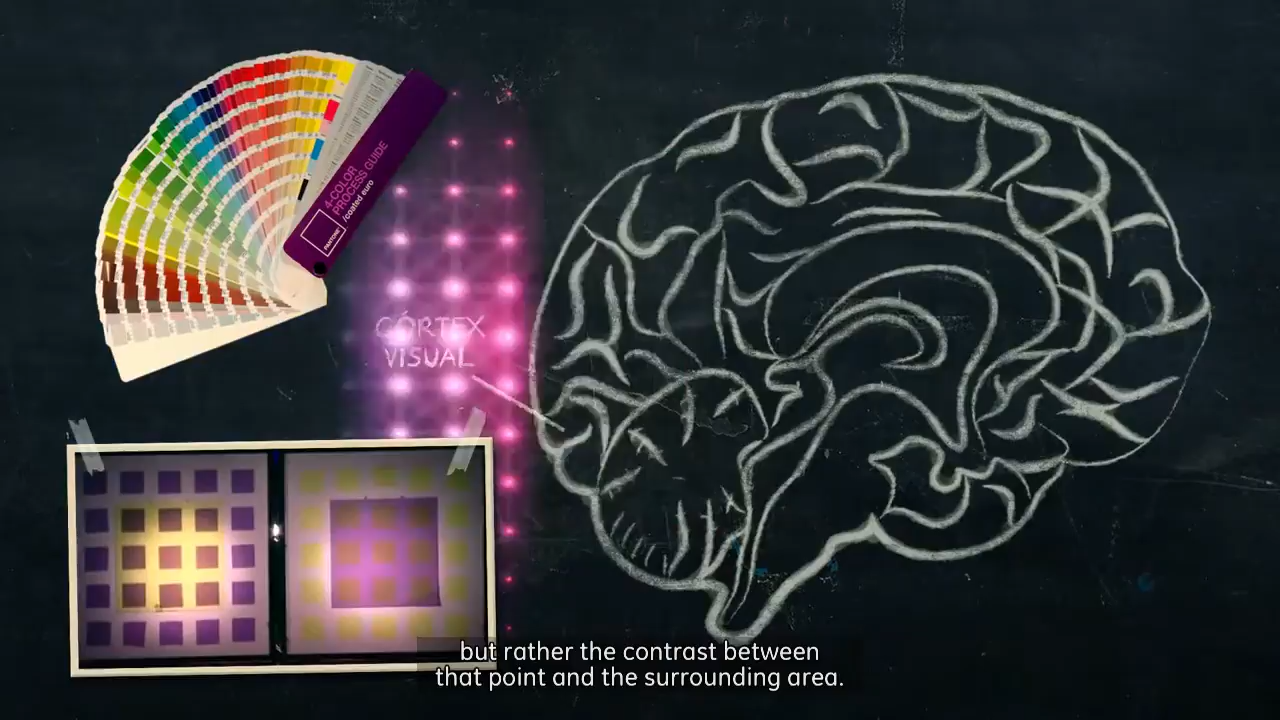 4-COLOR
PROCESS GUIDE
/coated euro
PANTONE
CÓRTEX
VISUAL
but rather the contrast between
that point and the surrounding area.